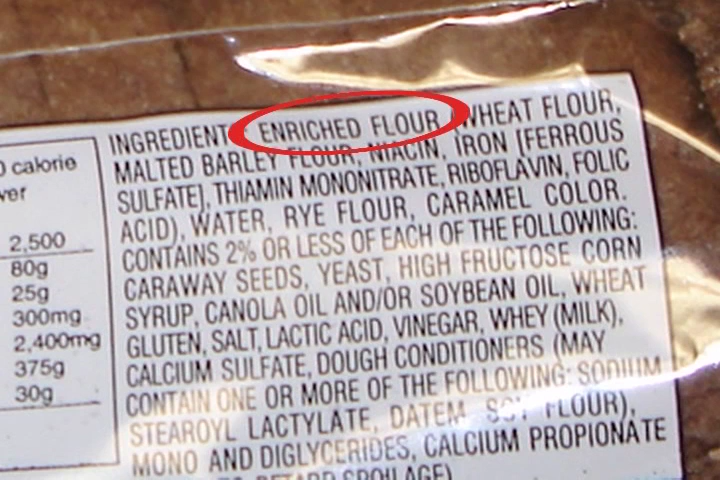 0 calorie
ver
2,500
80g
25g
300mg
2,400mg
375g
30g
INGREDIENTS: ENRICHED FLOUR (WHEAT FLOUR,
MALTED BARLEY FLOUR, NIACIN, IRON [FERROUS
SULFATE], THIAMIN MONONITRATE, RIBOFLAVIN, FOLIC
ACID), WATER, RYE FLOUR, CARAMEL COLOR.
CONTAINS 2% OR LESS OF EACH OF THE FOLLOWING:
CARAWAY SEEDS, YEAST, HIGH FRUCTOSE CORN
SYRUP, CANOLA OIL AND/OR SOYBEAN OIL, WHEAT
GLUTEN, SALT, LACTIC ACID, VINEGAR, WHEY (MILK),
CALCIUM SULFATE, DOUGH CONDITIONERS (MAY
CONTAIN ONE OR MORE OF THE FOLLOWING: SODIUM
STEAROYL LACTYLATE, DATEM, SOY FLOUR),
MONO AND DIGLYCERIDES, CALCIUM PROPIONATE
TO RETARD SPOILAGE)